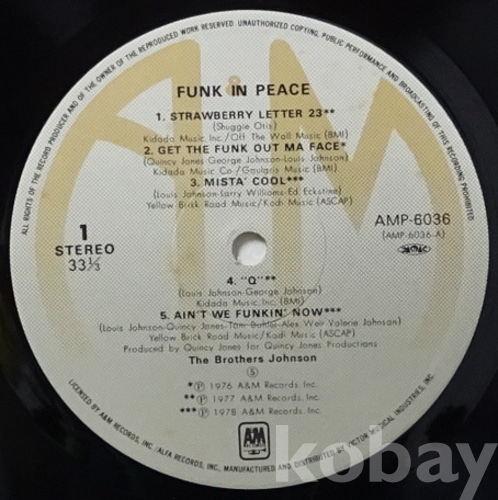 ALL RIGHTS OF THE RECORD PRODUCER AND OF THE OWNER OF THE REPRODUCED WORK RESERVED. UNAUTHORIZED COPYING, PUBLIC PERFORMANCE AND BROADCASTING OF THIS RECORDING PROHIBITED.
FUNK IN PEACE
1. STRAWBERRY LETTER 23**
(Shuggie Otis)
Kidada Music Inc./Off The Wall Music (BMI)
2. GET THE FUNK OUT MA FACE*
(Quincy Jones-George Johnson-Louis Johnson)
Kidada Music Co./Goulgris Music (BMI)
3. MISTA' COOL***
(Louis Johnson-Larry Williams-Ed. Eckstine)
Yellow Brick Road Music/Kodi Music (ASCAP)
1
STEREO
33⅓
AMP-6036
(AMP-6036-A)
4. "Q"**
(Louis Johnson-George Johnson)
Kidada Music, Inc. (BMI)
5. AIN'T WE FUNKIN' NOW***
(Louis Johnson-Quincy Jones-Tom Bahler-Alex Weir-Valerie Johnson)
Yellow Brick Road Music/Kodi Music (ASCAP)
Produced by Quincy Jones for Quincy Jones Productions
The Brothers Johnson
Ⓢ
*Ⓟ 1976 A&M Records, Inc.
**Ⓟ 1977 A&M Records, Inc.
***Ⓟ 1978 A&M Records, Inc.
A&M
RECORDS
LICENSED BY A&M RECORDS, INC./ALFA RECORDS, INC., MANUFACTURED AND DISTRIBUTED BY VICTOR MUSICAL INDUSTRIES, INC.
kobay